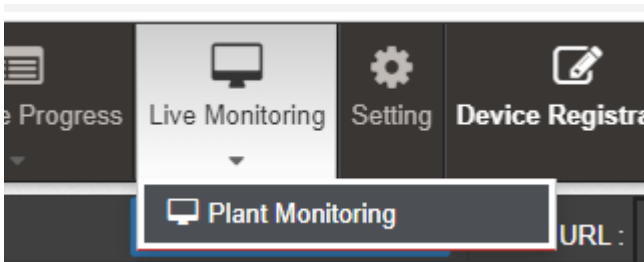 Progress
Live Monitoring
Setting
Device Registra
Plant Monitoring
URL :